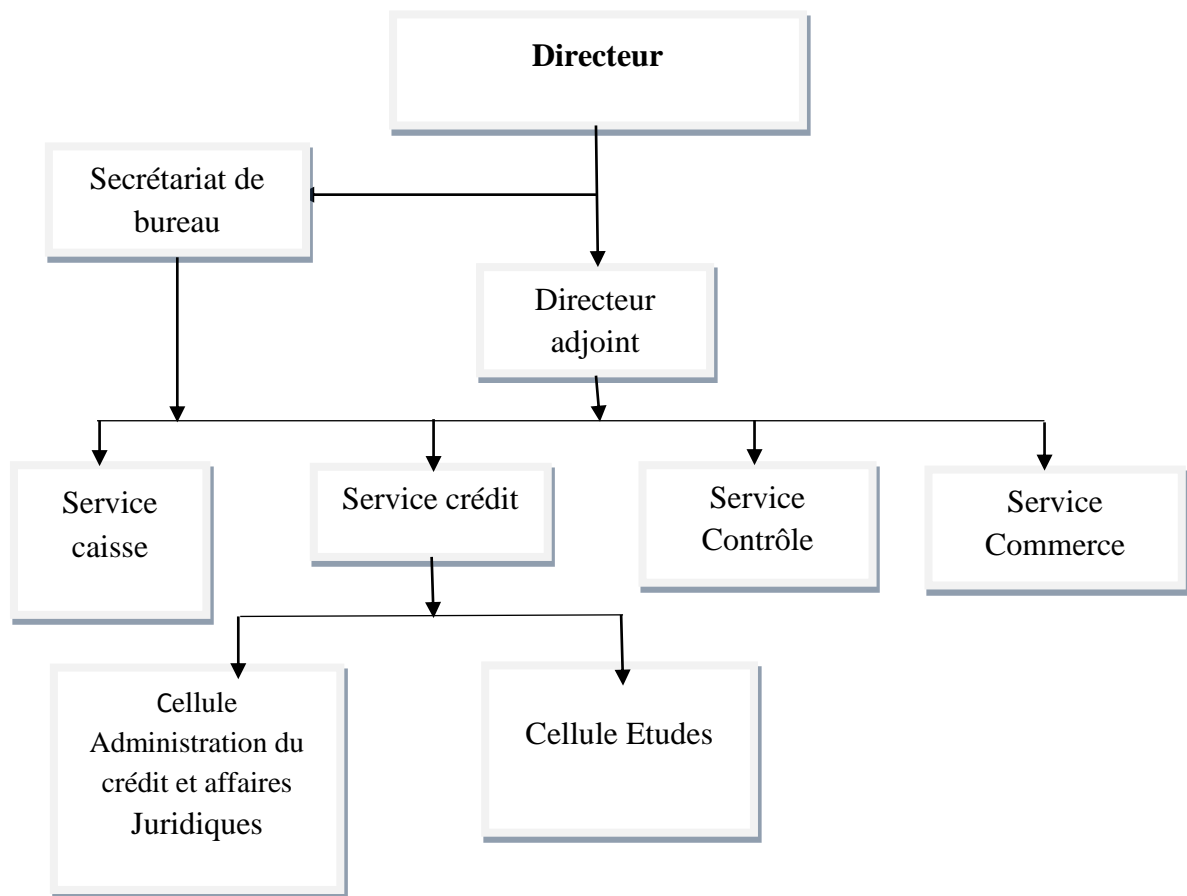 Directeur
Secrétariat de
bureau
Directeur
adjoint
Service
caisse
Service crédit
Service
Contrôle
Service
Commerce
Cellule
Administration du
crédit et affaires
Juridiques
Cellule Etudes